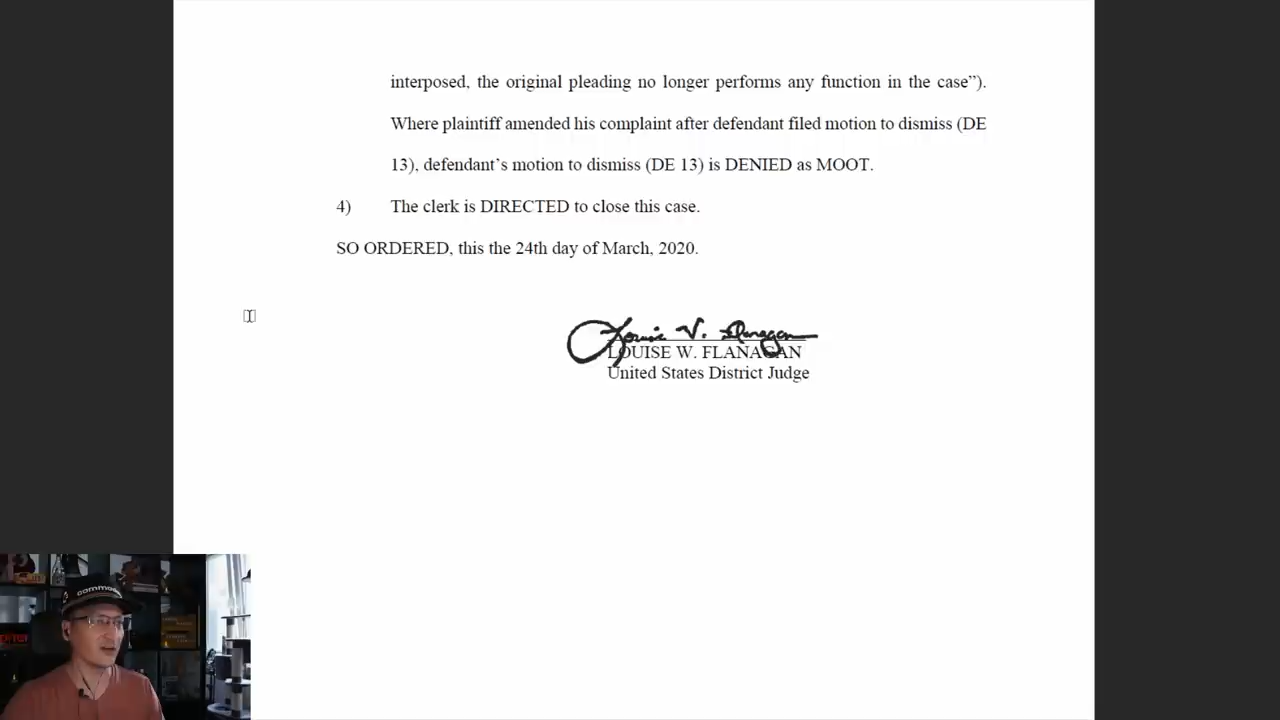 interposed, the original pleading no longer performs any function in the case”).
Where plaintiff amended his complaint after defendant filed motion to dismiss (DE
13), defendant’s motion to dismiss (DE 13) is DENIED as MOOT.
4) The clerk is DIRECTED to close this case.
SO ORDERED, this the 24th day of March, 2020.
LOUISE W. FLANAGAN
United States District Judge